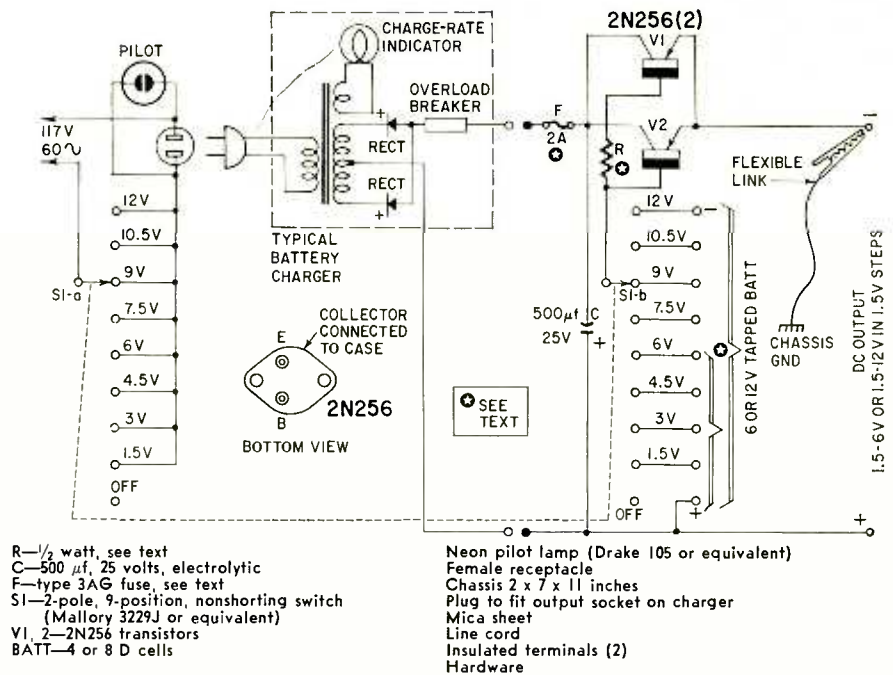 2N256(2)
CHARGE-RATE
INDICATOR
V1
PILOT
OVERLOAD
BREAKER
117V
60∿
+
RECT
RECT
+
F
2A
V2
R
−
FLEXIBLE
LINK
12V
10.5V
9V
7.5V
6V
4.5V
3V
1.5V
OFF
S1-a
TYPICAL
BATTERY
CHARGER
COLLECTOR
CONNECTED
TO CASE
E
B
2N256
BOTTOM VIEW
SEE
TEXT
500μf C
25V
+
12V
10.5V
9V
7.5V
6V
4.5V
3V
1.5V
OFF
S1-b
−
+
6 OR 12V TAPPED BATT
CHASSIS
GND
DC OUTPUT
1.5-6V OR 1.5-12V IN 1.5V STEPS
+
R—1/2 watt, see text
C—500 μf, 25 volts, electrolytic
F—type 3AG fuse, see text
S1—2-pole, 9-position, nonshorting switch
(Mallory 3229J or equivalent)
V1, 2—2N256 transistors
BATT—4 or 8 D cells
Neon pilot lamp (Drake 105 or equivalent)
Female receptacle
Chassis 2 x 7 x 11 inches
Plug to fit output socket on charger
Mica sheet
Line cord
Insulated terminals (2)
Hardware